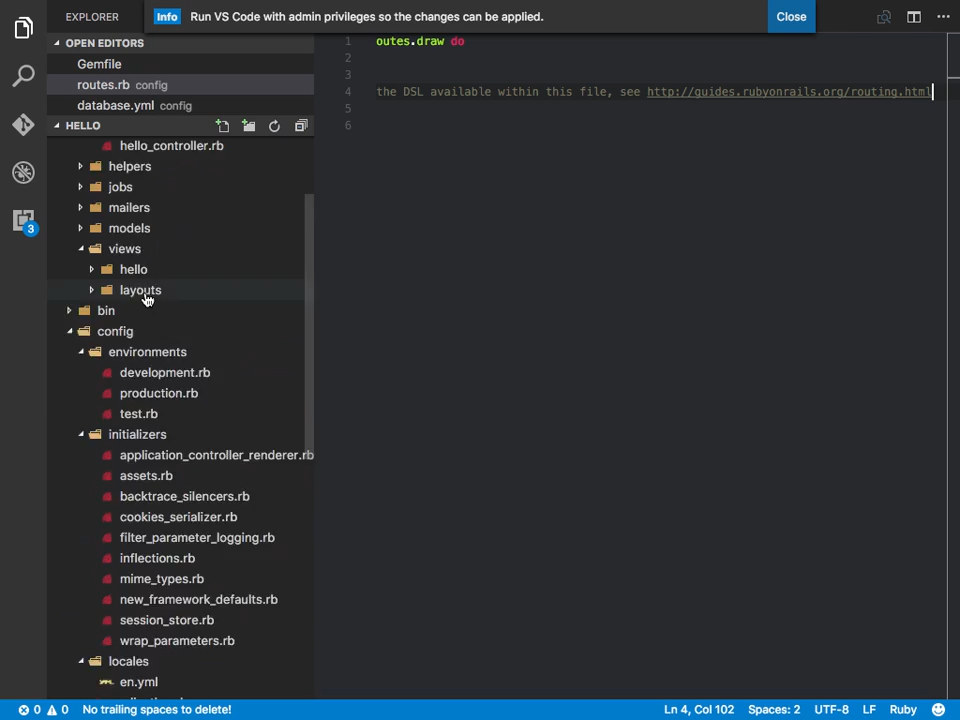 EXPLORER
Info Run VS Code with admin privileges so the changes can be applied. Close
OPEN EDITORS
Gemfile
routes.rb config
database.yml config
HELLO
hello_controller.rb
helpers
jobs
mailers
models
views
hello
layouts
bin
config
environments
development.rb
production.rb
test.rb
initializers
application_controller_renderer.rb
assets.rb
backtrace_silencers.rb
cookies_serializer.rb
filter_parameter_logging.rb
inflections.rb
mime_types.rb
new_framework_defaults.rb
session_store.rb
wrap_parameters.rb
locales
en.yml
3
1 outes.draw do
2
3
4 the DSL available within this file, see http://guides.rubyonrails.org/routing.html
5
6
0 0 No trailing spaces to delete! Ln 4, Col 102 Spaces: 2 UTF-8 LF Ruby